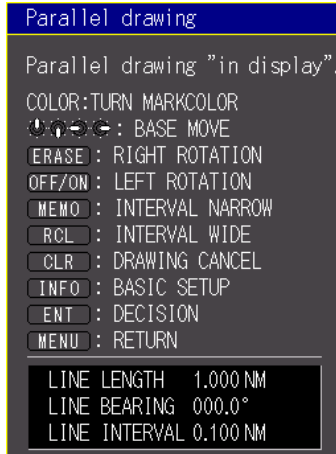 Parallel drawing
Parallel drawing "in display".
COLOR:TURN MARKCOLOR
: BASE MOVE
ERASE : RIGHT ROTATION
OFF/ON : LEFT ROTATION
MEMO : INTERVAL NARROW
RCL : INTERVAL WIDE
CLR : DRAWING CANCEL
INFO : BASIC SETUP
ENT : DECISION
MENU : RETURN
LINE LENGTH 1.000 NM
LINE BEARING 000.0°
LINE INTERVAL 0.100 NM